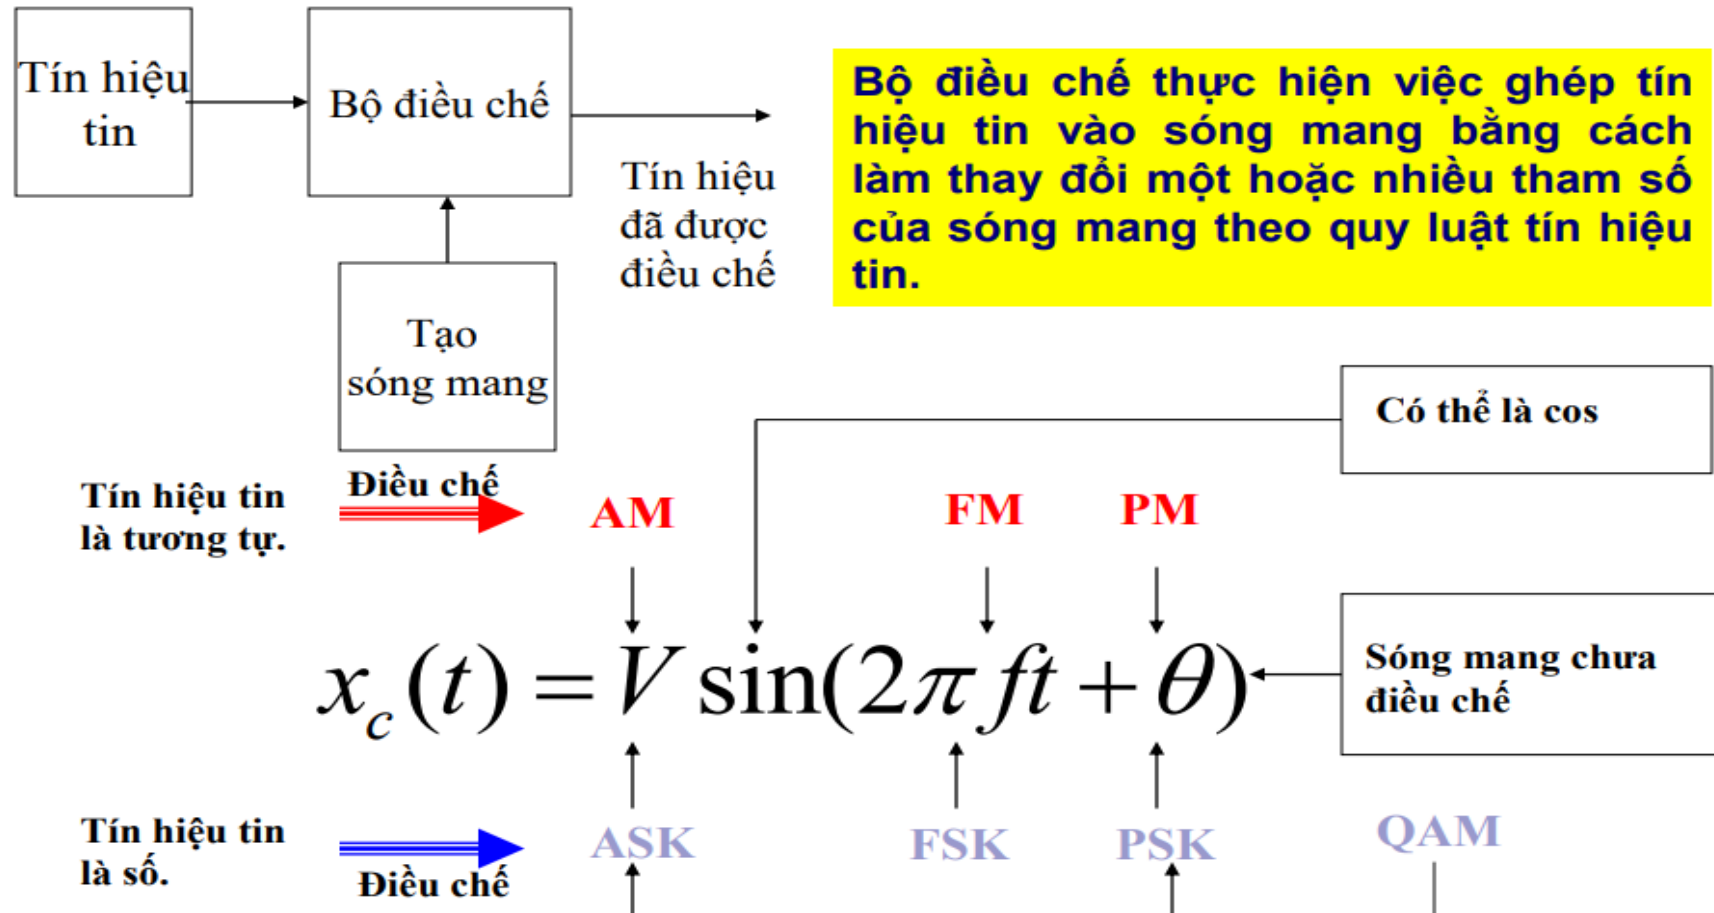 Tín hiệu
tin
Bộ điều chế
Tín hiệu
đã được
điều chế
Tạo
sóng mang
Bộ điều chế thực hiện việc ghép tín
hiệu tin vào sóng mang bằng cách
làm thay đổi một hoặc nhiều tham số
của sóng mang theo quy luật tín hiệu
tin.
Có thể là cos
Tín hiệu tin
là tương tự.
Điều chế
AM
FM
PM
x_c(t) = V sin(2π ft + θ)
Sóng mang chưa
điều chế
Tín hiệu tin
là số.
Điều chế
ASK
FSK
PSK
QAM